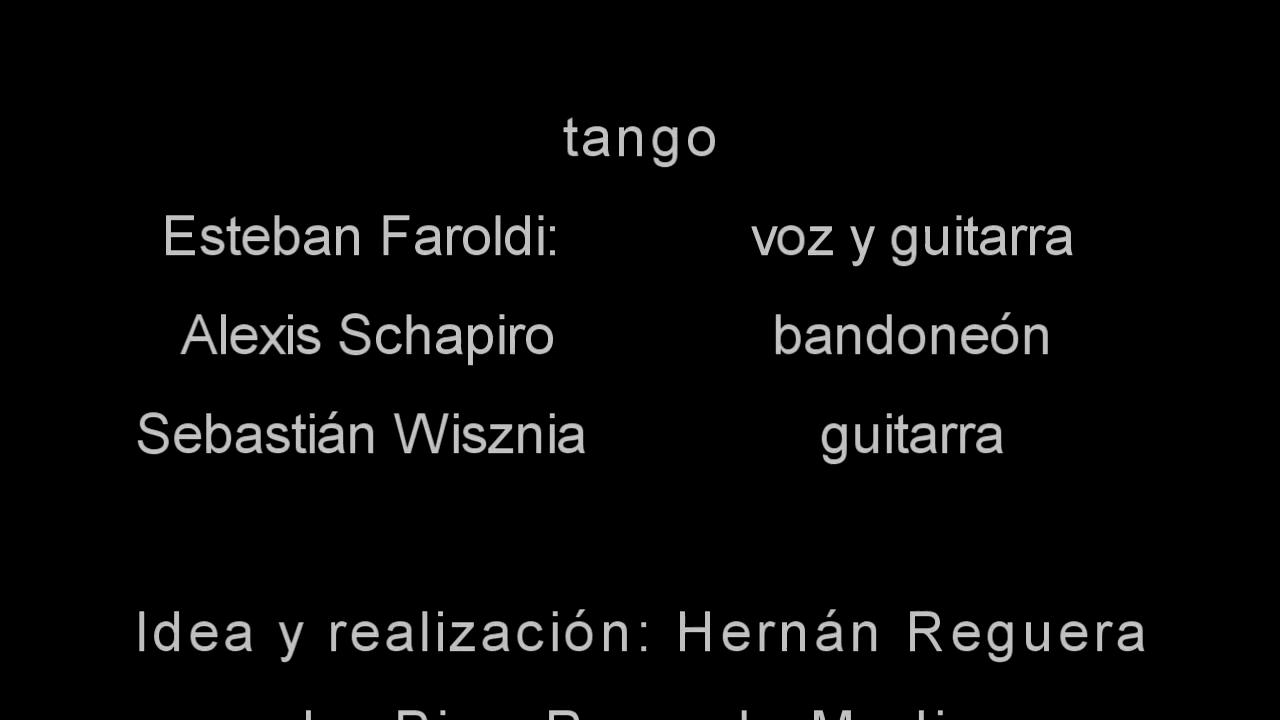 tango
Esteban Faroldi: voz y guitarra
Alexis Schapiro bandoneón
Sebastián Wisznia guitarra
Idea y realización: Hernán Reguera